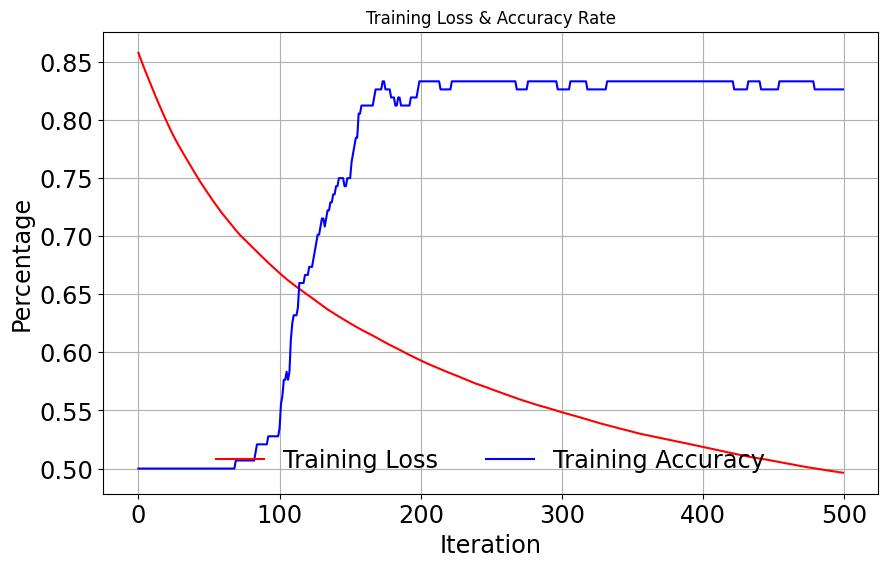 Training Loss & Accuracy Rate
0.85
0.80
0.75
0.70
0.65
0.60
0.55
0.50
Percentage
Training Loss Training Accuracy
0 100 200 300 400 500
Iteration